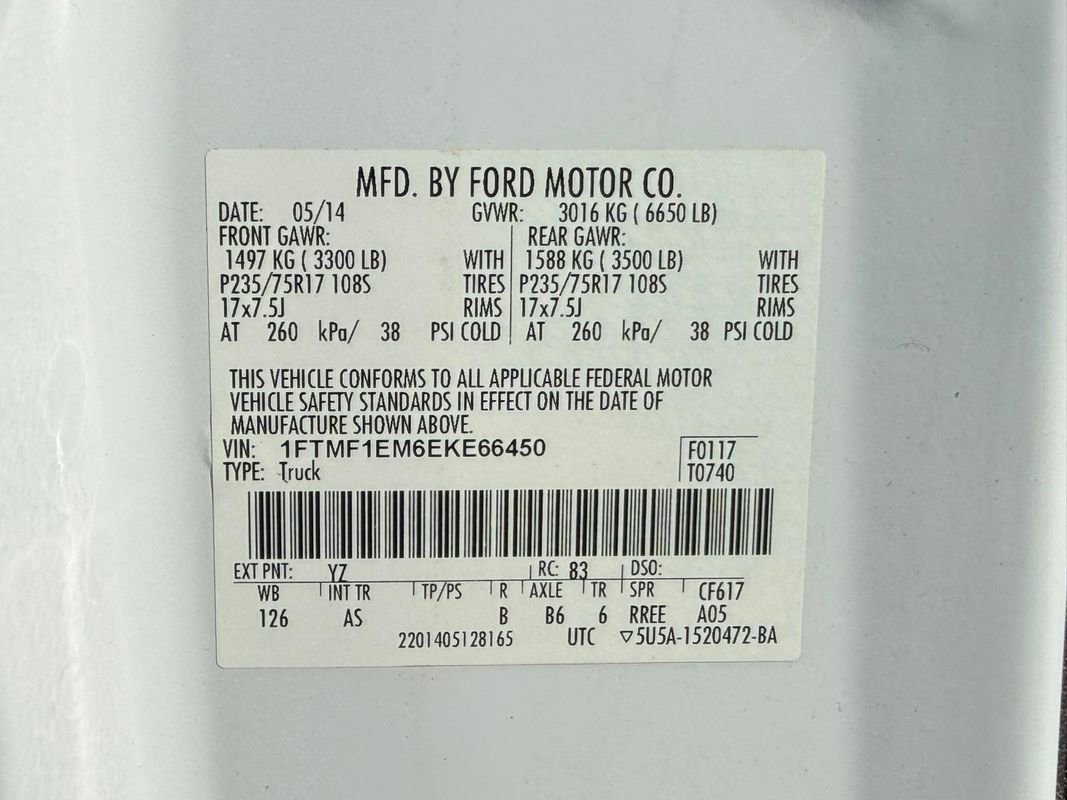 MFD. BY FORD MOTOR CO.
DATE: 05/14 GVWR: 3016 KG ( 6650 LB)
FRONT GAWR: REAR GAWR:
1497 KG ( 3300 LB) WITH 1588 KG ( 3500 LB) WITH
P235/75R17 108S TIRES P235/75R17 108S TIRES
17x7.5J RIMS 17x7.5J RIMS
AT 260 kPa/ 38 PSI COLD AT 260 kPa/ 38 PSI COLD
THIS VEHICLE CONFORMS TO ALL APPLICABLE FEDERAL MOTOR
VEHICLE SAFETY STANDARDS IN EFFECT ON THE DATE OF
MANUFACTURE SHOWN ABOVE.
VIN: 1FTMF1EM6EKE66450 F0117
TYPE: Truck T0740
EXT PNT: YZ RC: 83 DSO:
WB INT TR TP/PS R AXLE TR SPR CF617
126 AS B B6 6 RREE A05
2201405128165 UTC ▽5U5A-1520472-BA